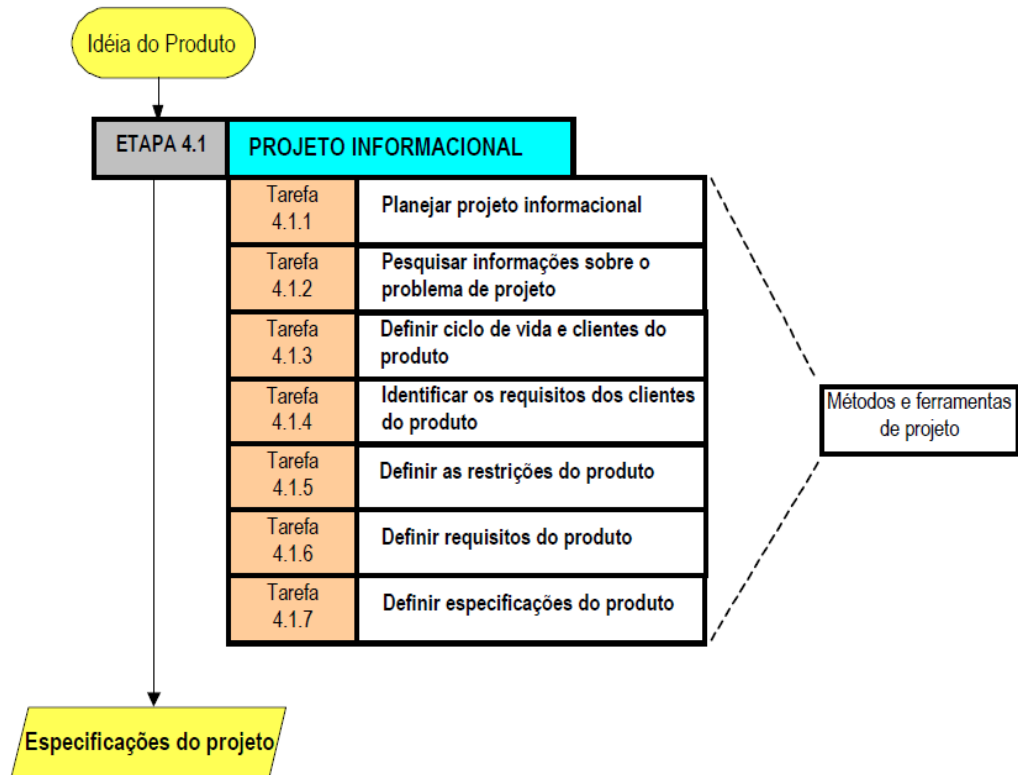 Idéia do Produto
ETAPA 4.1
PROJETO INFORMACIONAL
Tarefa
4.1.1
Planejar projeto informacional
Tarefa
4.1.2
Pesquisar informações sobre o
problema de projeto
Tarefa
4.1.3
Definir ciclo de vida e clientes do
produto
Tarefa
4.1.4
Identificar os requisitos dos clientes
do produto
Tarefa
4.1.5
Definir as restrições do produto
Tarefa
4.1.6
Definir requisitos do produto
Tarefa
4.1.7
Definir especificações do produto
Métodos e ferramentas
de projeto
Especificações do projeto